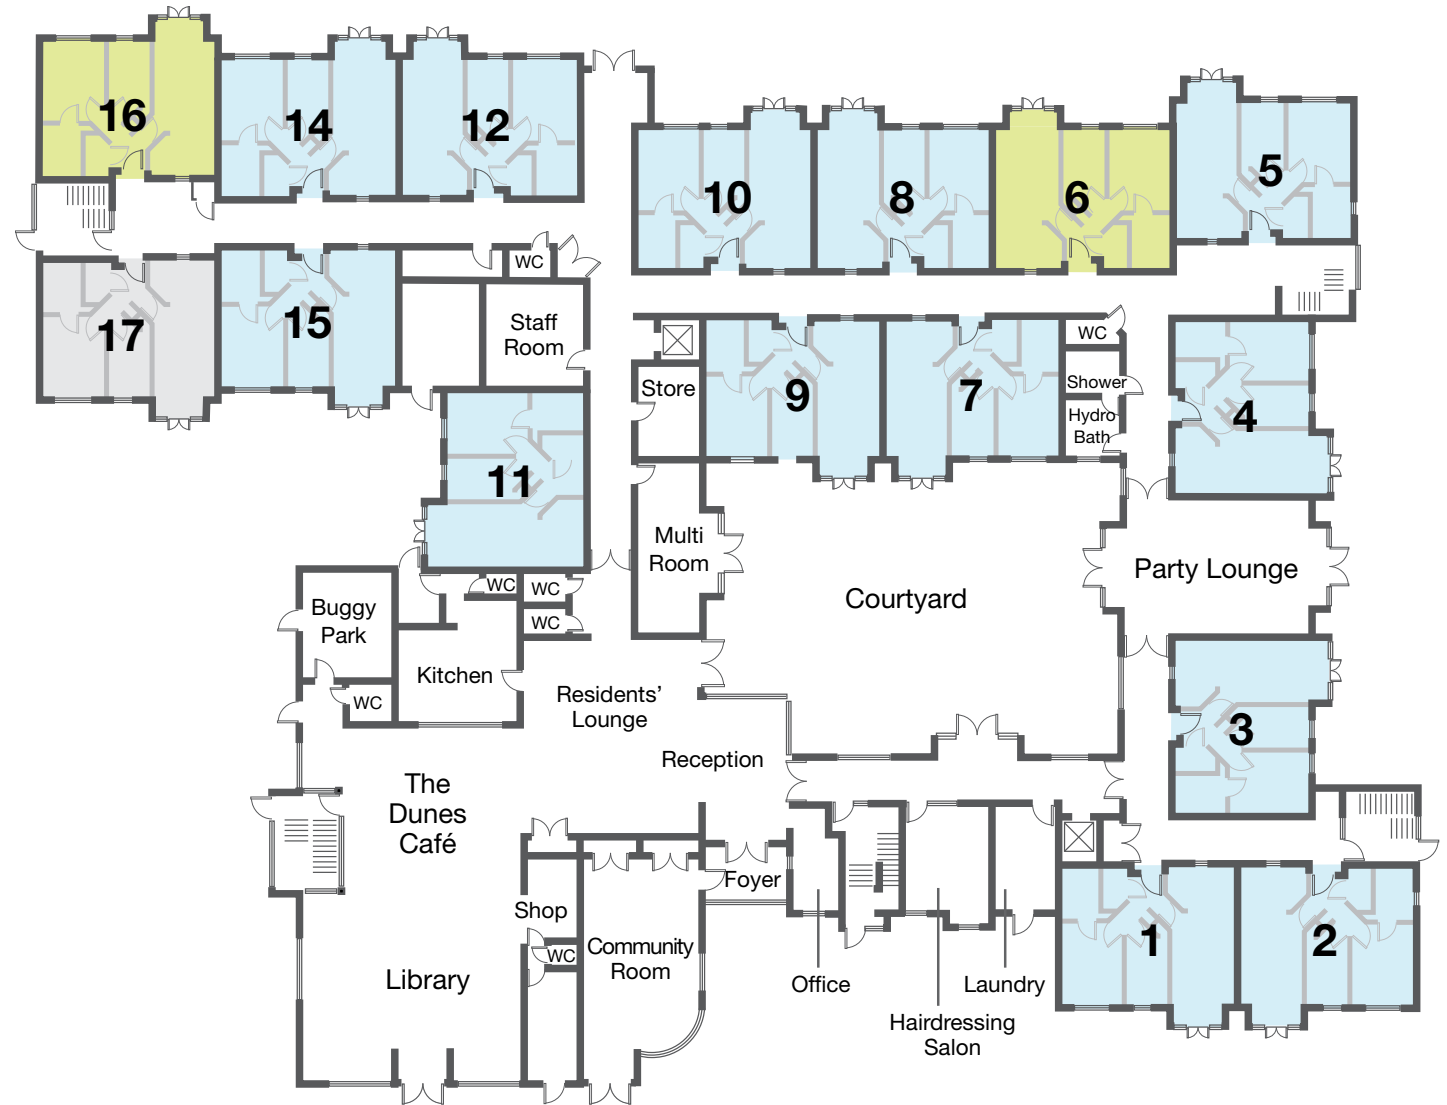 16
14
12
10
8
6
5
17
15
WC
Staff
Room
WC
Store
9
7
Shower
Hydro
Bath
4
11
Multi
Room
Courtyard
Party Lounge
WC
WC
WC
Buggy
Park
Kitchen
WC
Residents’
Lounge
Reception
3
The
Dunes
Café
Foyer
Shop
WC
Community
Room
Library
Office
Hairdressing
Salon
Laundry
1
2